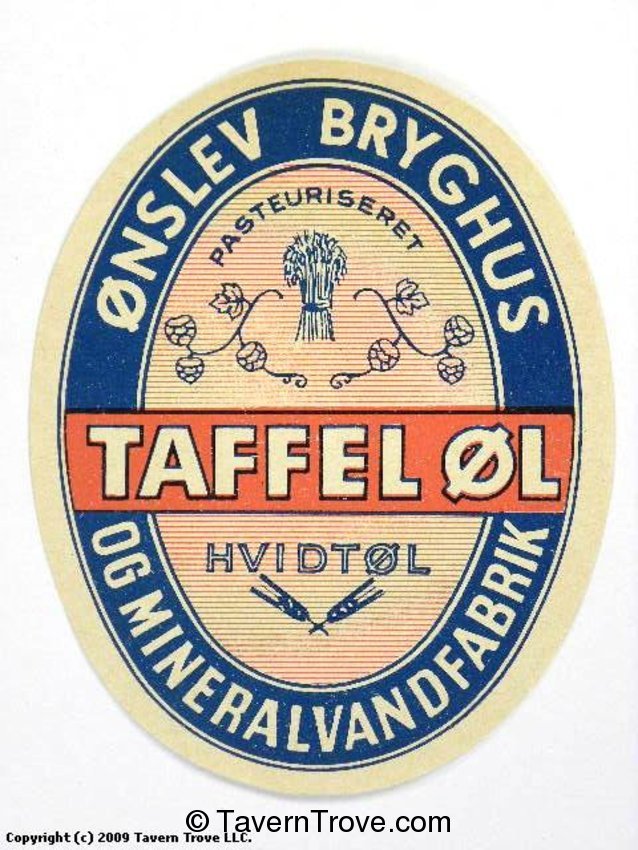 ØNSLEV BRYGHUS
PASTEURISERET
TAFFEL ØL
HVIDTØL
OG MINERALVANDFABRIK
© TavernTrove.com
Copyright (c) 2009 Tavern Trove LLC.